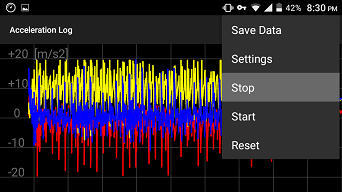 42% 8:30 PM
Acceleration Log
Save Data
Settings
Stop
Start
Reset
+20 [m/s2]
+10
0
-10
-20